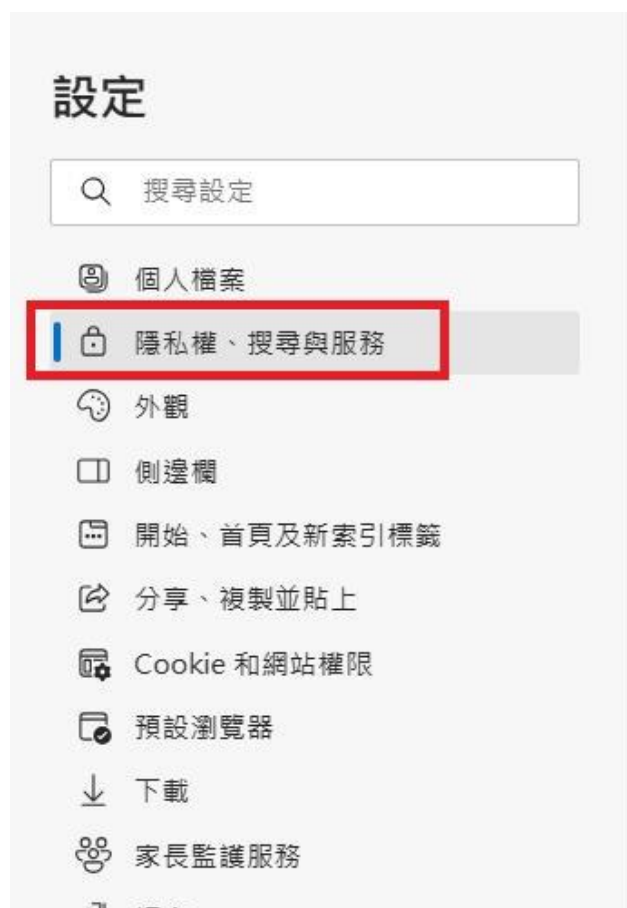 設定
搜尋設定
個人檔案
隱私權、搜尋與服務
外觀
側邊欄
開始、首頁及新索引標籤
分享、複製並貼上
Cookie 和網站權限
預設瀏覽器
下載
家長監護服務